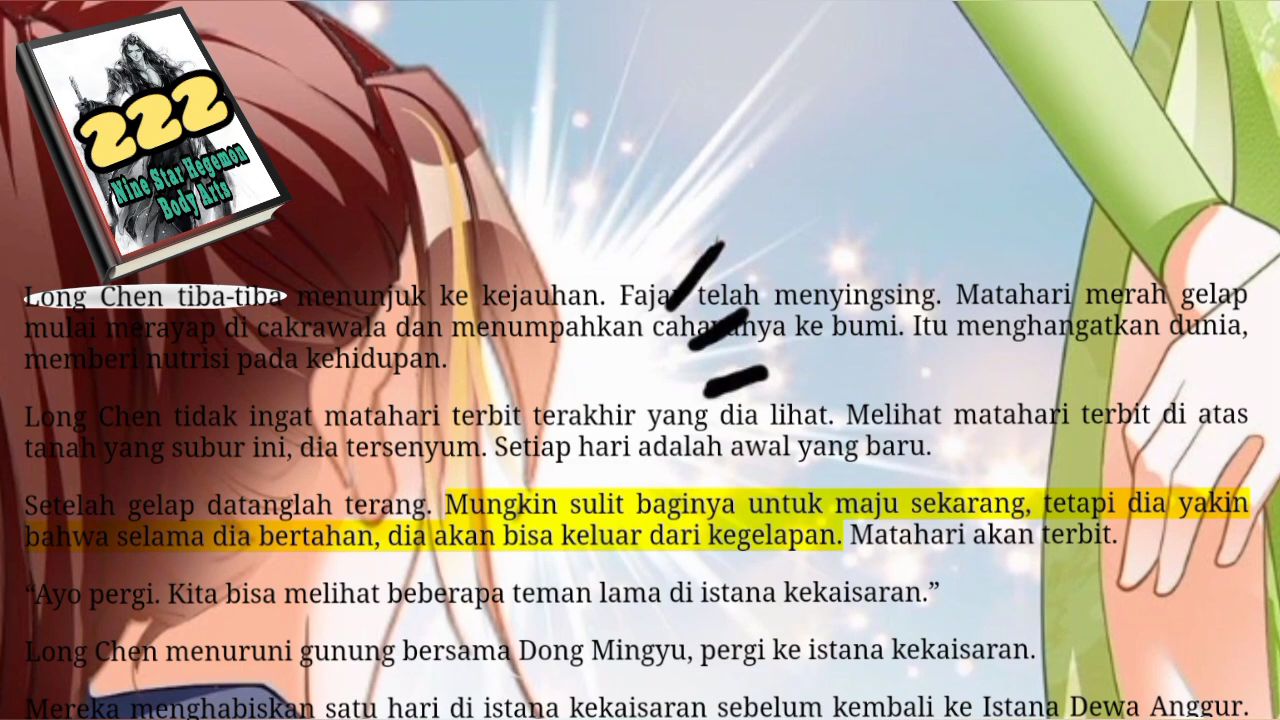 222
Nine Star Hegemon
Body Arts
Long Chen tiba-tiba menunjuk ke kejauhan. Fajar telah menyingsing. Matahari merah gelap
mulai merayap di cakrawala dan menumpahkan cahayanya ke bumi. Itu menghangatkan dunia,
memberi nutrisi pada kehidupan.
Long Chen tidak ingat matahari terbit terakhir yang dia lihat. Melihat matahari terbit di atas
tanah yang subur ini, dia tersenyum. Setiap hari adalah awal yang baru.
Setelah gelap datanglah terang. Mungkin sulit baginya untuk maju sekarang, tetapi dia yakin
bahwa selama dia bertahan, dia akan bisa keluar dari kegelapan. Matahari akan terbit.
“Ayo pergi. Kita bisa melihat beberapa teman lama di istana kekaisaran.”
Long Chen menuruni gunung bersama Dong Mingyu, pergi ke istana kekaisaran.
Mereka menghabiskan satu hari di istana kekaisaran sebelum kembali ke Istana Dewa Anggur.